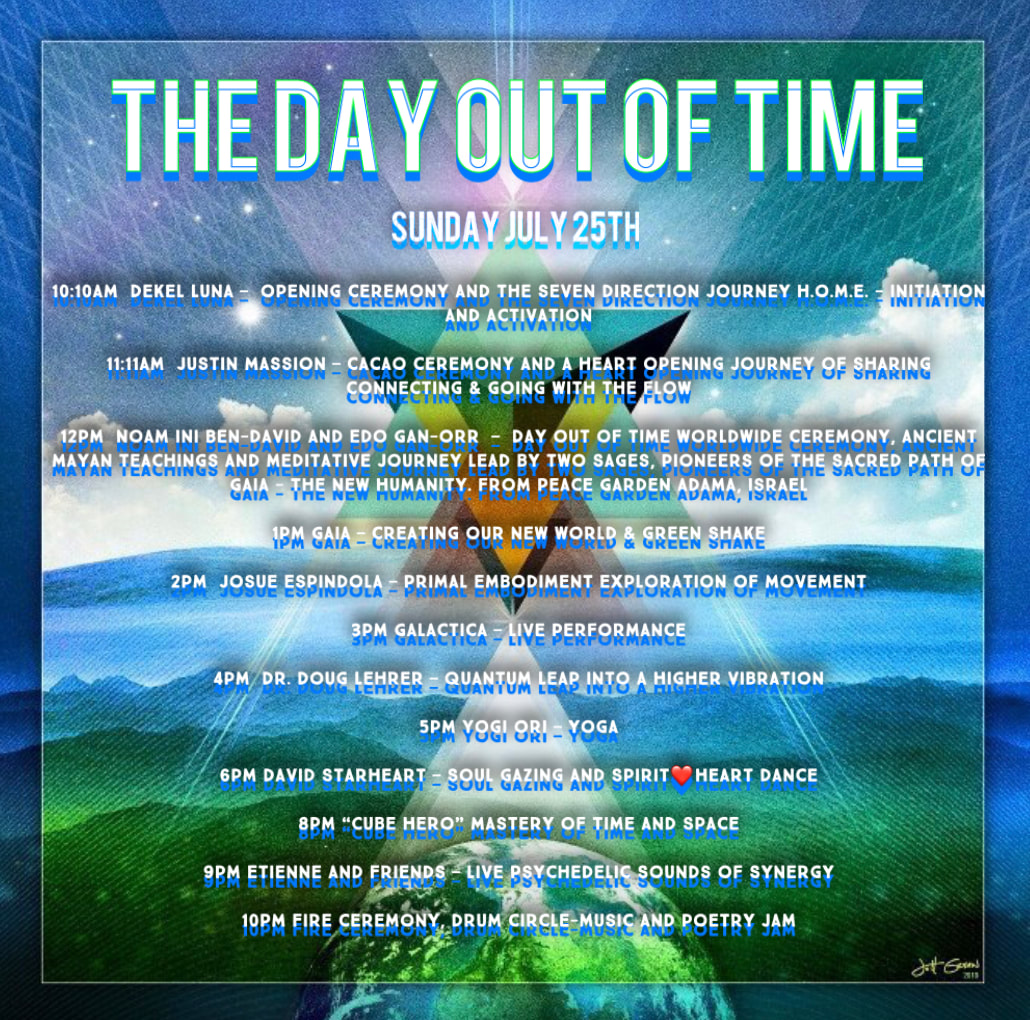 THE DAY OUT OF TIME
SUNDAY JULY 25TH
10:10AM DEKEL LUNA – OPENING CEREMONY AND THE SEVEN DIRECTION JOURNEY H.O.M.E. – INITIATION
AND ACTIVATION
11:11AM JUSTIN MASSION – CACAO CEREMONY AND A HEART OPENING JOURNEY OF SHARING
CONNECTING & GOING WITH THE FLOW
12PM NOAM INI BEN-DAVID AND EDO GAN-ORR – DAY OUT OF TIME WORLDWIDE CEREMONY, ANCIENT
MAYAN TEACHINGS AND MEDITATIVE JOURNEY LEAD BY TWO SAGES, PIONEERS OF THE SACRED PATH OF
GAIA – THE NEW HUMANITY. FROM PEACE GARDEN ADAMA, ISRAEL
1PM GAIA – CREATING OUR NEW WORLD & GREEN SHAKE
2PM JOSUE ESPINDOLA – PRIMAL EMBODIMENT EXPLORATION OF MOVEMENT
3PM GALACTICA – LIVE PERFORMANCE
4PM DR. DOUG LEHRER – QUANTUM LEAP INTO A HIGHER VIBRATION
5PM YOGI ORI – YOGA
6PM DAVID STARHEART – SOUL GAZING AND SPIRIT❤️HEART DANCE
8PM “CUBE HERO” MASTERY OF TIME AND SPACE
9PM ETIENNE AND FRIENDS – LIVE PSYCHEDELIC SOUNDS OF SYNERGY
10PM FIRE CEREMONY, DRUM CIRCLE-MUSIC AND POETRY JAM